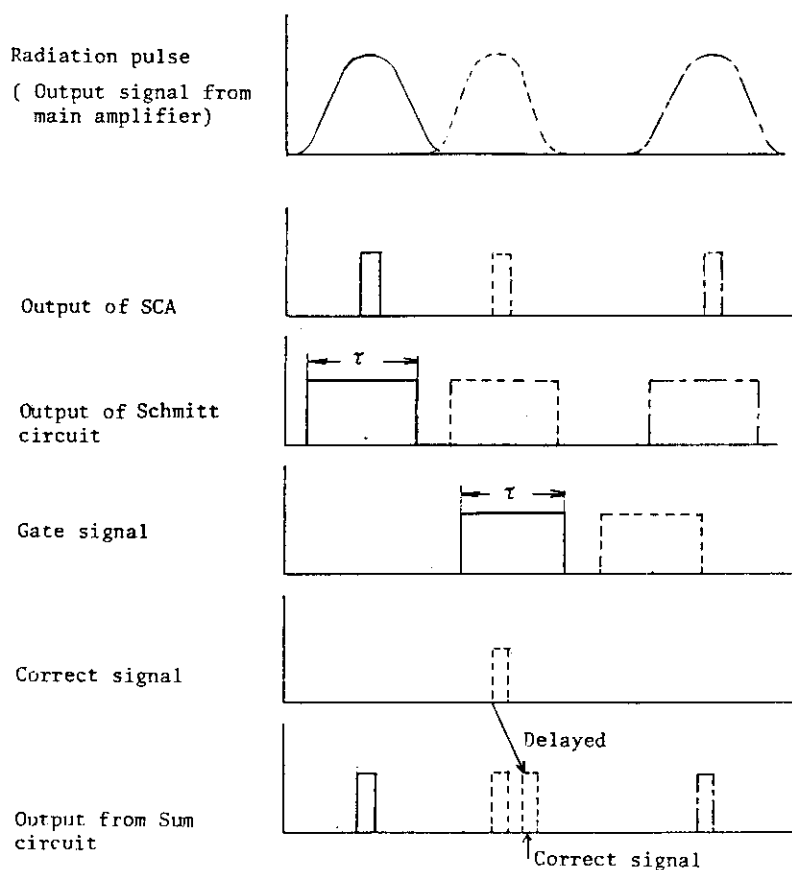 Radiation pulse
( Output signal from
main amplifier)
Output of SCA
τ
Output of Schmitt
circuit
τ
Gate signal
Correct signal
Delayed
Output from Sum
circuit
Correct signal